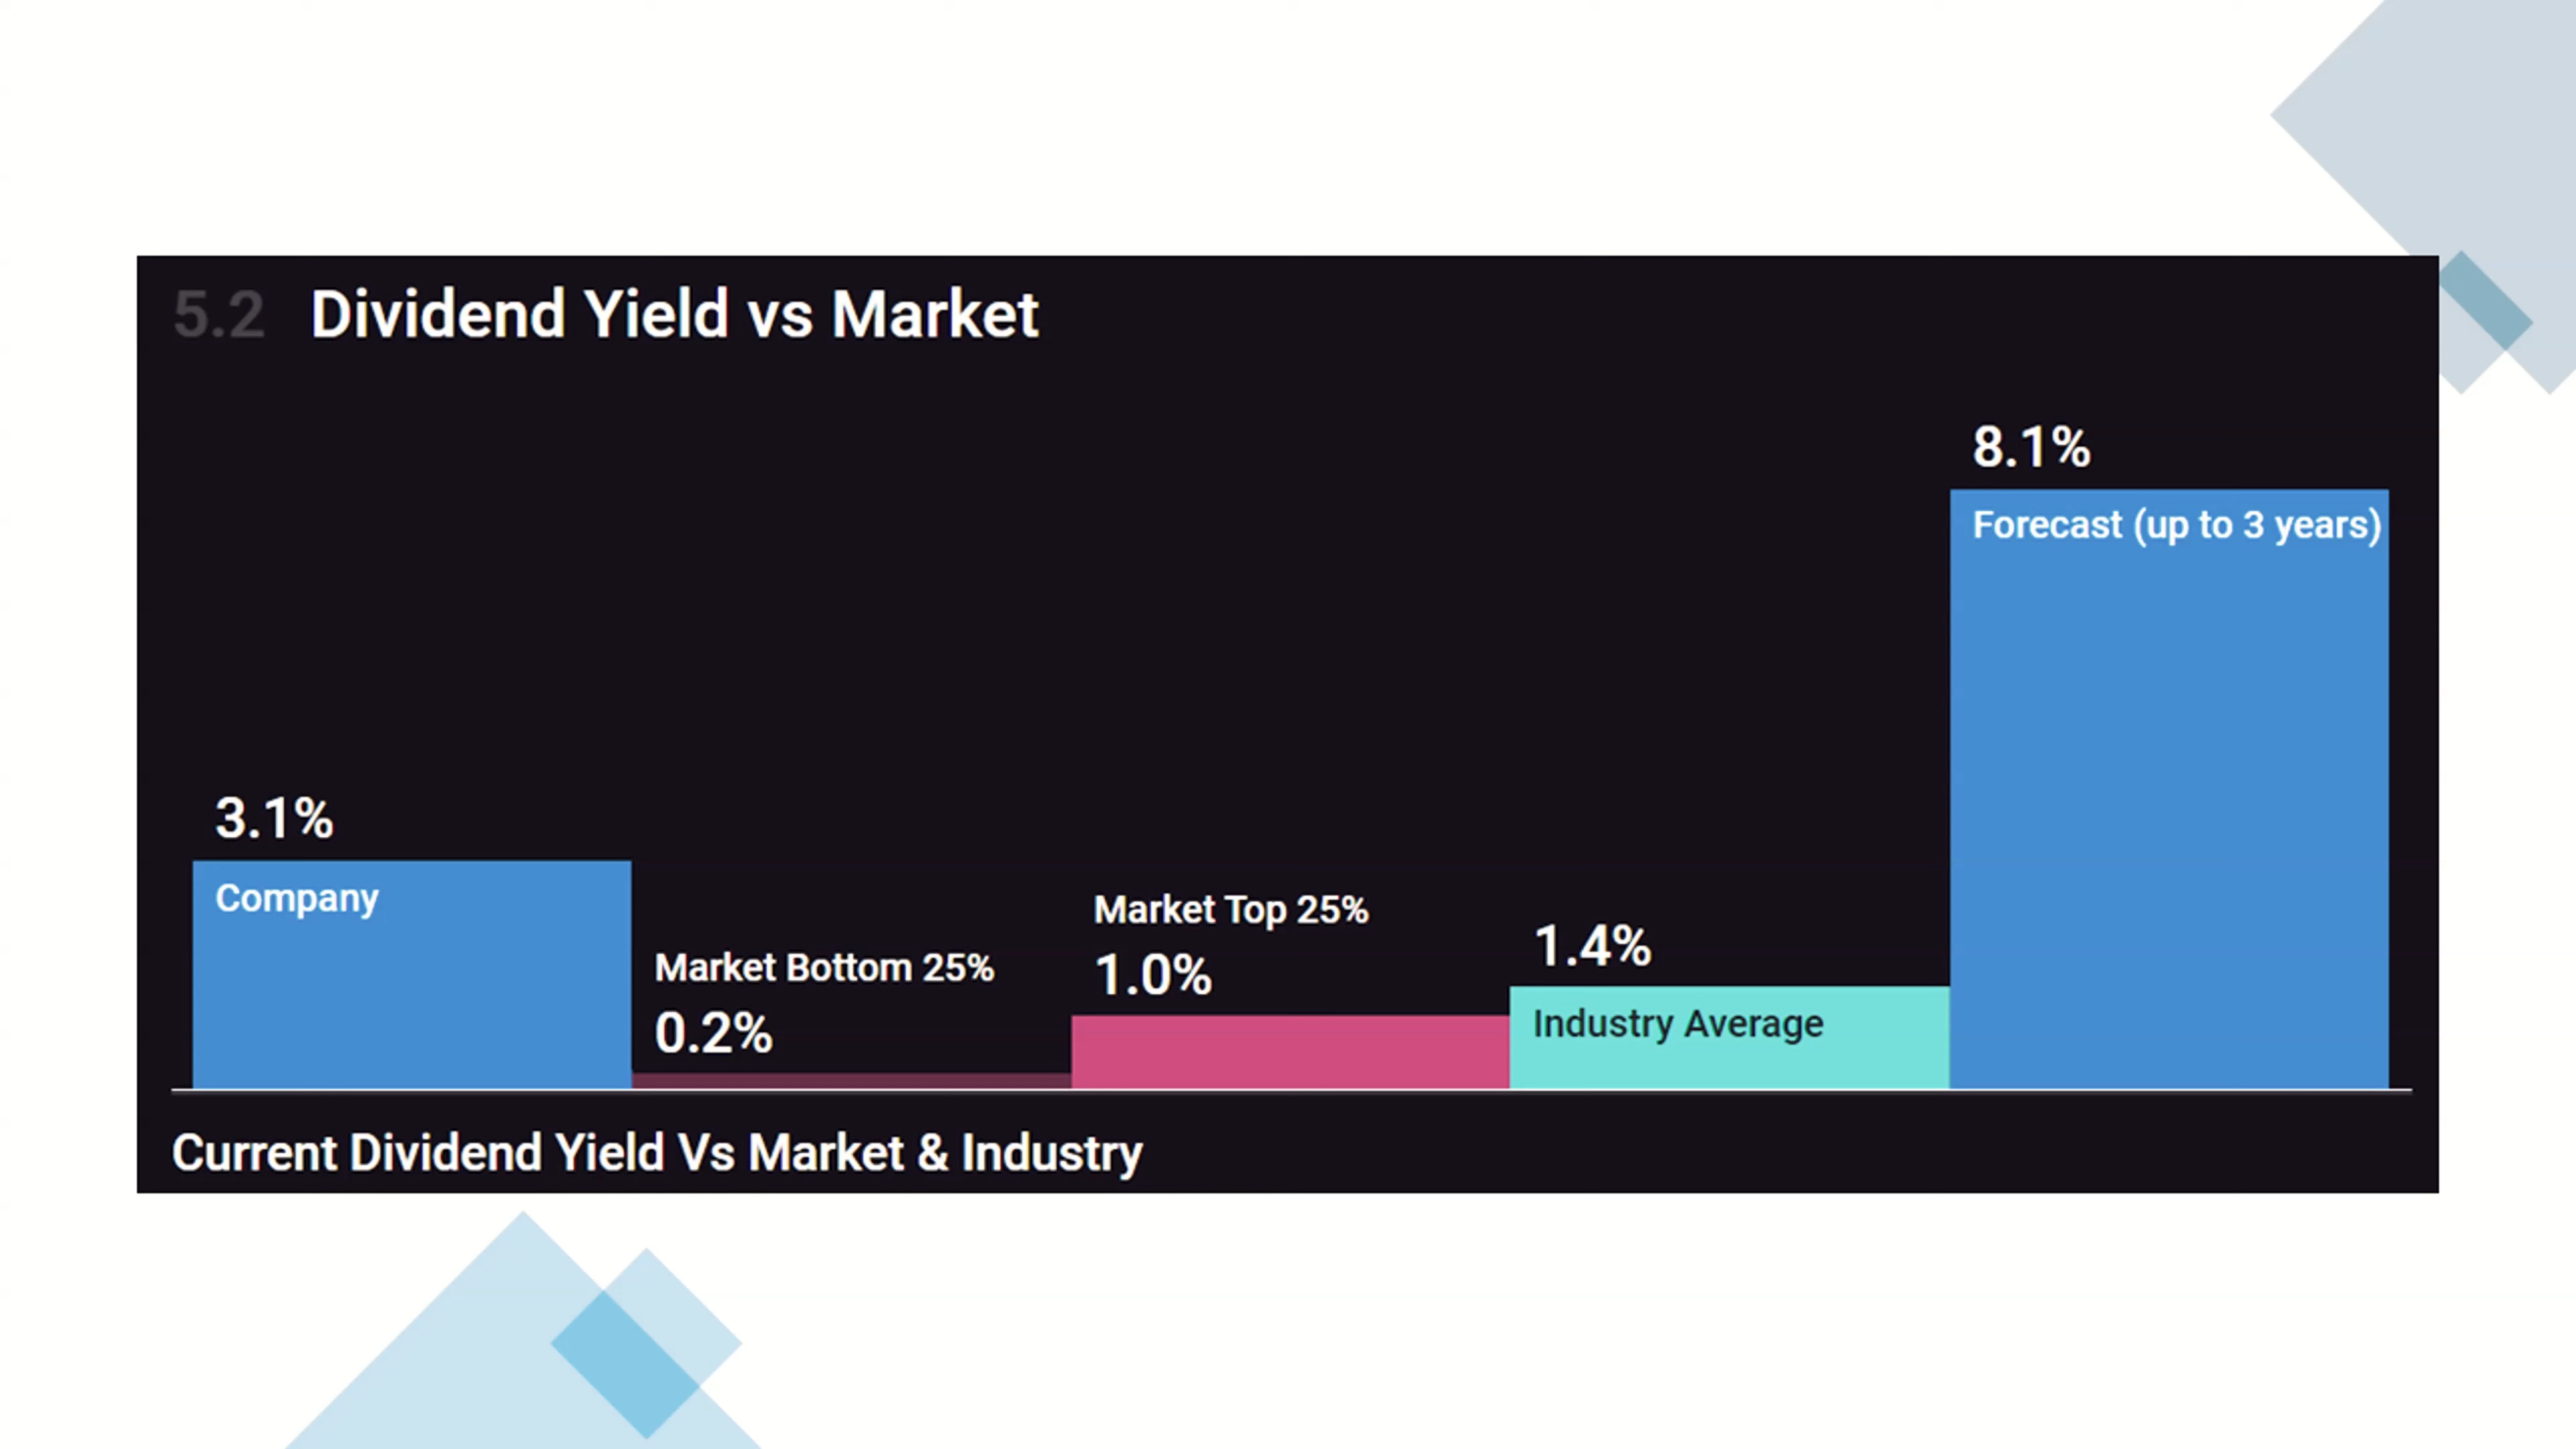 5.2 Dividend Yield vs Market
8.1%
Forecast (up to 3 years)
3.1%
Company
Market Bottom 25%
0.2%
Market Top 25%
1.0%
1.4%
Industry Average
Current Dividend Yield Vs Market & Industry